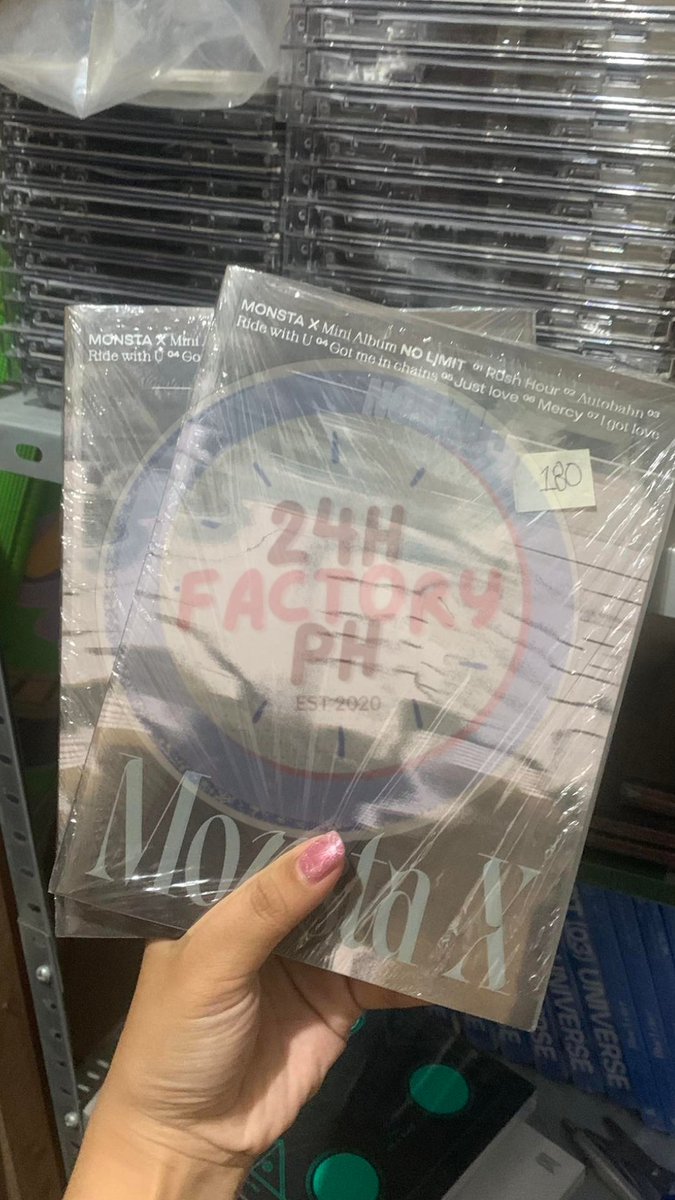 MONSTA X Mini Album NO LIMIT 01 Rush Hour 02 Autobahn 03
Ride with U 04 Got me in chains 05 Just love 06 Mercy 07 I got love
MONSTA X Mini
Ride with U 04 Go
180
24H
FACTORY
PH
EST 2020
Monsta X
UNIVERSE
UNIVERSE